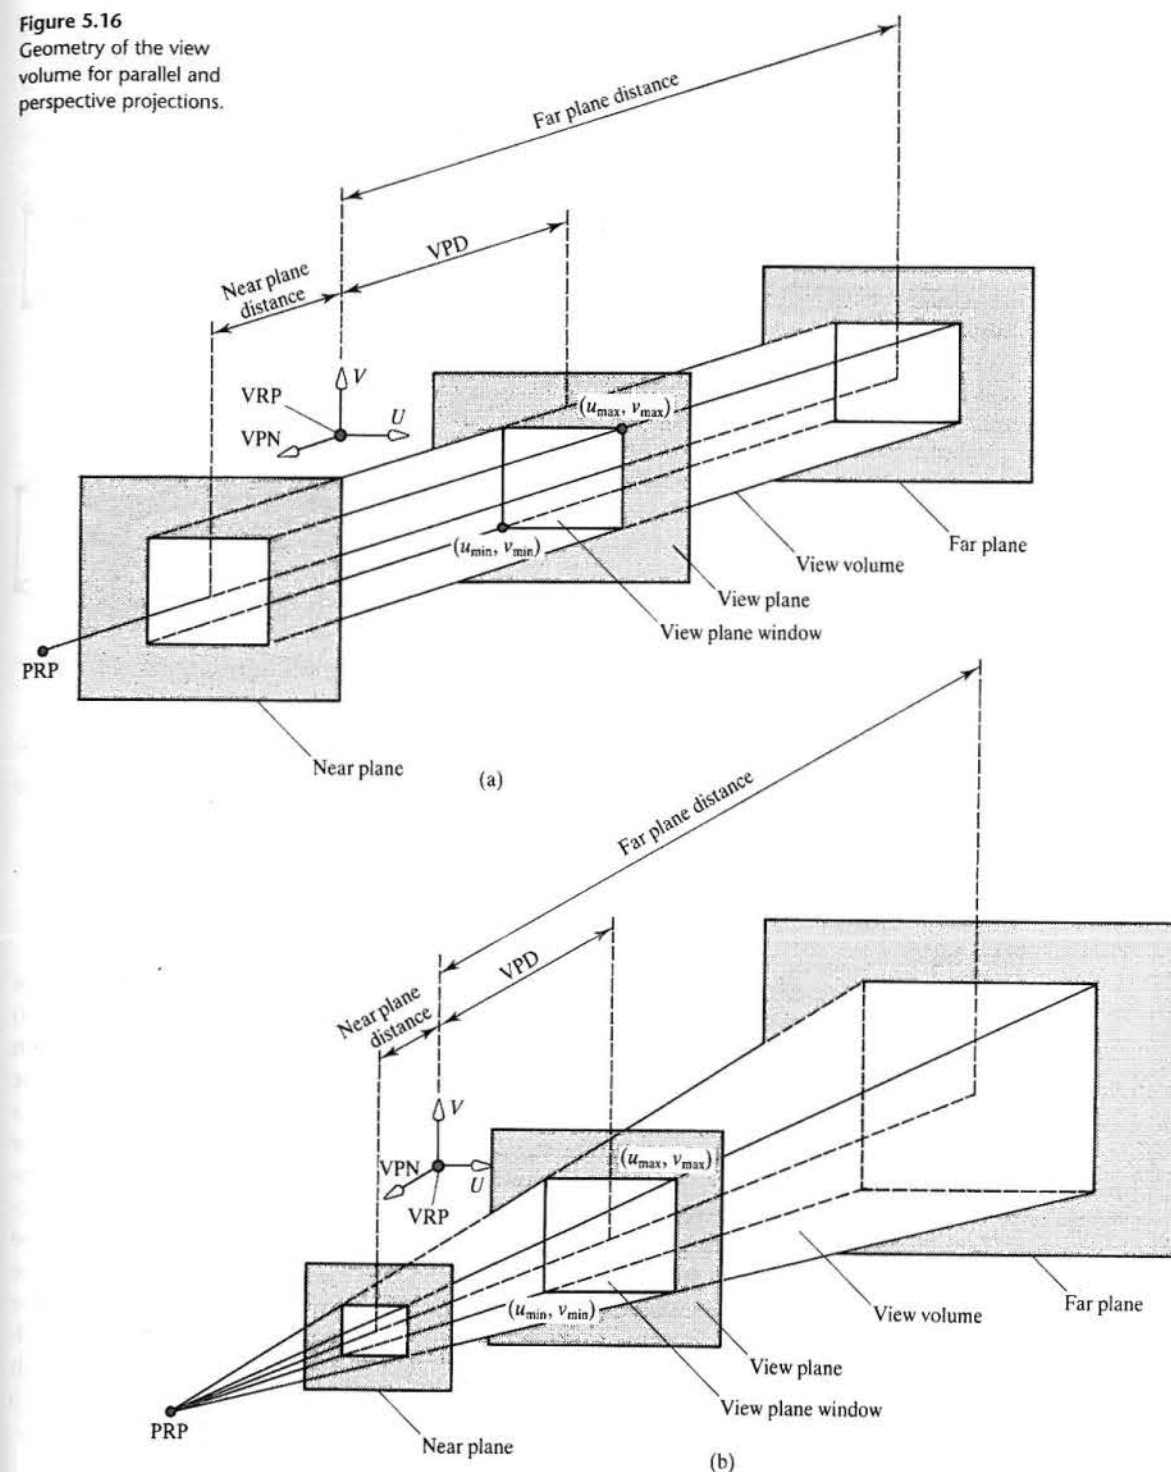 Figure 5.16
Geometry of the view
volume for parallel and
perspective projections.
Far plane distance
VPD
Near plane
distance
V
VRP
U
VPN
(umax, vmax)
(umin, vmin)
Far plane
View volume
View plane
View plane window
PRP
Near plane
(a)
Far plane distance
VPD
Near plane
distance
V
(umax, vmax)
VPN
U
VRP
(umin, vmin)
Far plane
View volume
View plane
View plane window
PRP
Near plane
(b)